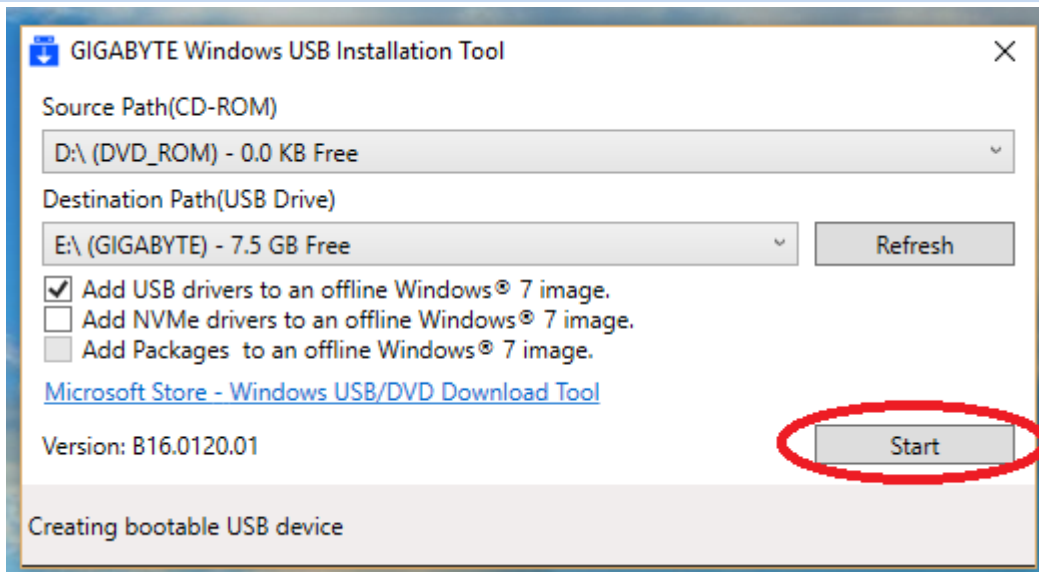 GIGABYTE Windows USB Installation Tool
Source Path(CD-ROM)
D:\ (DVD_ROM) - 0.0 KB Free
Destination Path(USB Drive)
E:\ (GIGABYTE) - 7.5 GB Free
Refresh
Add USB drivers to an offline Windows® 7 image.
Add NVMe drivers to an offline Windows® 7 image.
Add Packages  to an offline Windows® 7 image.
Microsoft Store - Windows USB/DVD Download Tool
Version: B16.0120.01
Start
Creating bootable USB device